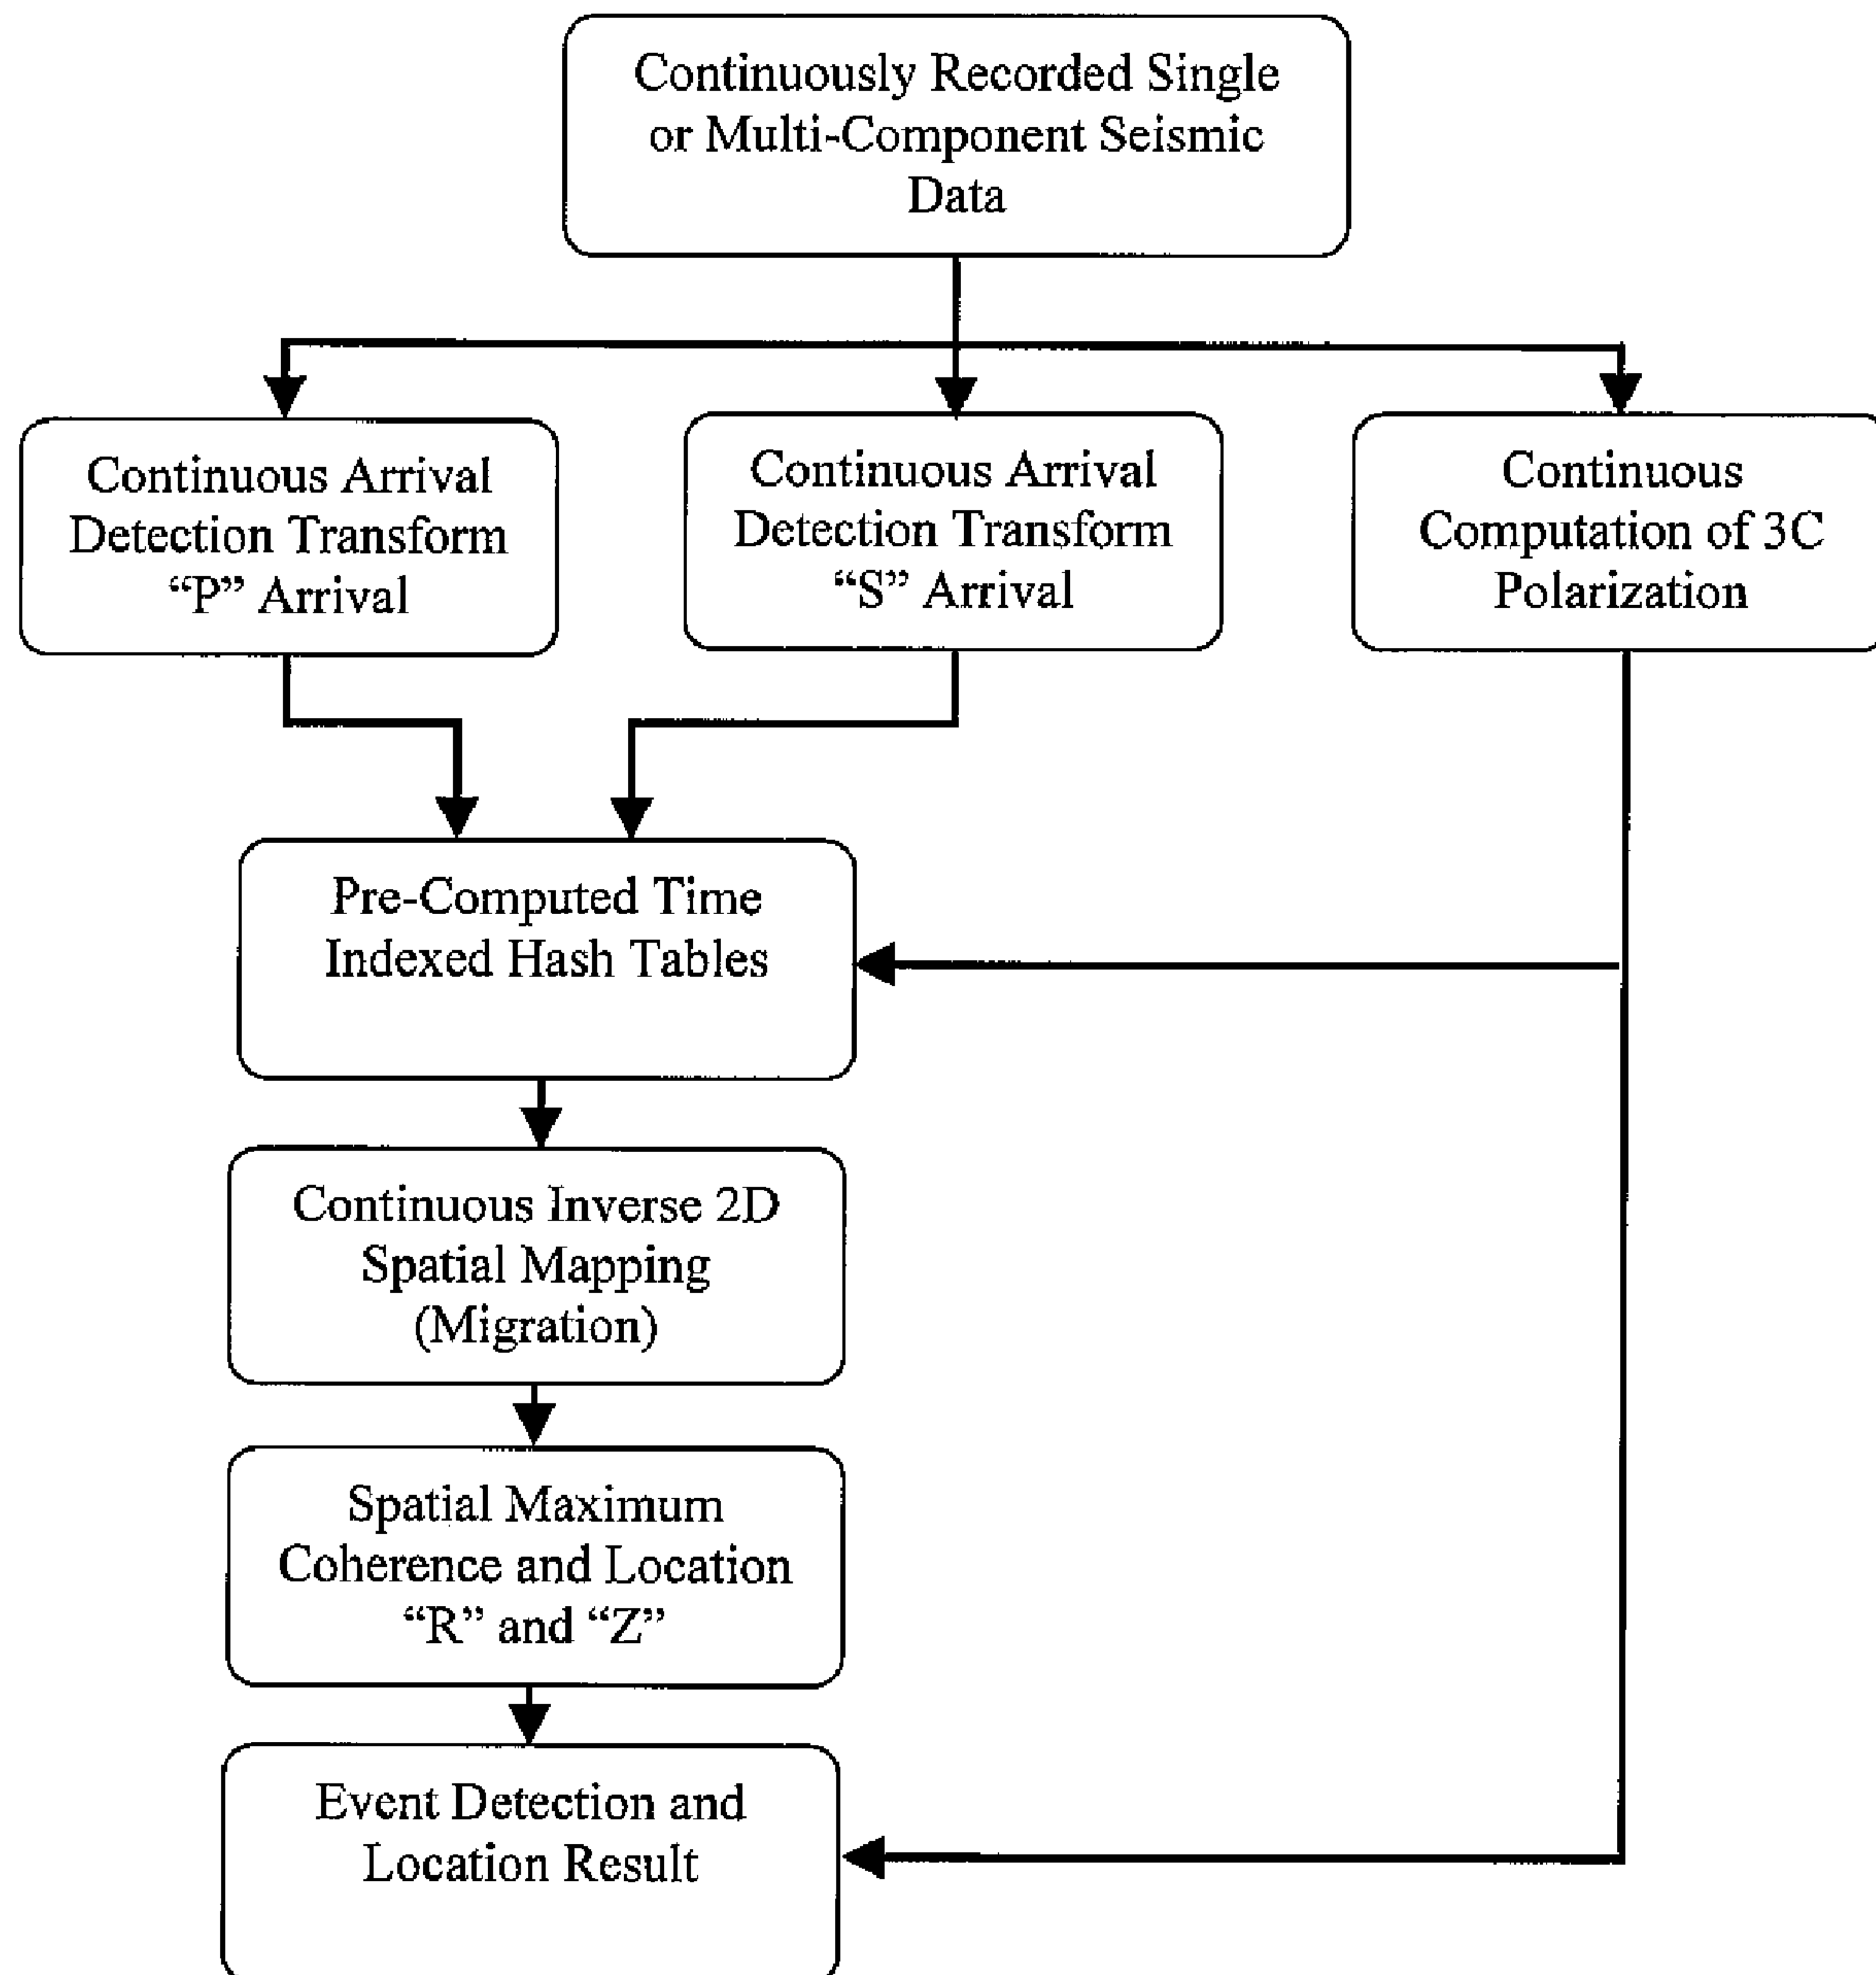 Continuously Recorded Single
or Multi-Component Seismic
Data
Continuous Arrival
Detection Transform
“P” Arrival
Continuous Arrival
Detection Transform
“S” Arrival
Continuous
Computation of 3C
Polarization
Pre-Computed Time
Indexed Hash Tables
Continuous Inverse 2D
Spatial Mapping
(Migration)
Spatial Maximum
Coherence and Location
“R” and “Z”
Event Detection and
Location Result